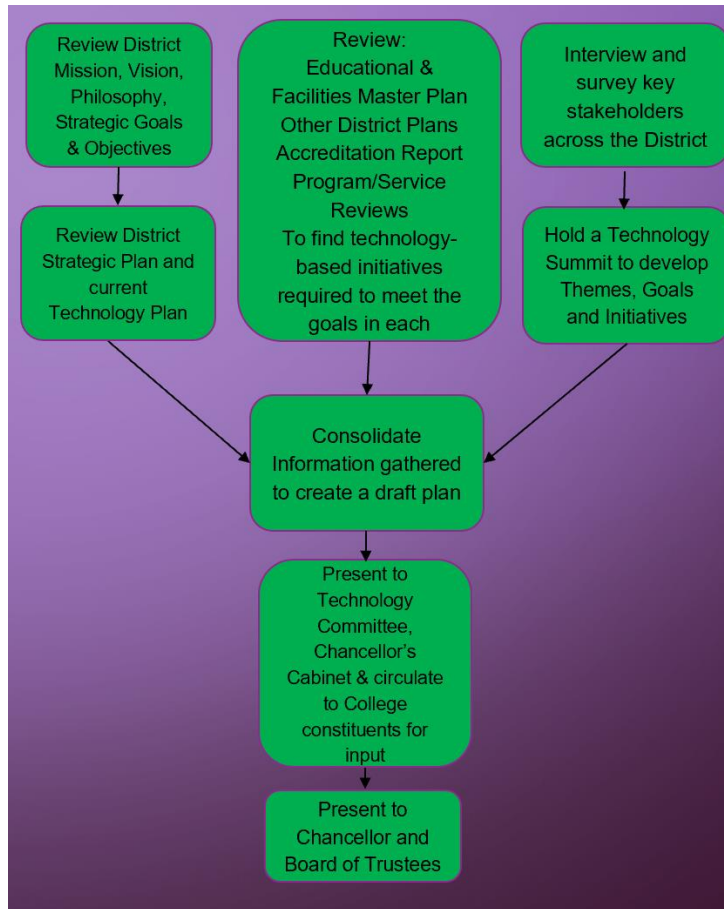 Review District
Mission, Vision,
Philosophy,
Strategic Goals
& Objectives
Review:
Educational &
Facilities Master Plan
Other District Plans
Accreditation Report
Program/Service
Reviews
To find technology-
based initiatives
required to meet the
goals in each
Interview and
survey key
stakeholders
across the District
Review District
Strategic Plan and
current
Technology Plan
Hold a Technology
Summit to develop
Themes, Goals
and Initiatives
Consolidate
Information gathered
to create a draft plan
Present to
Technology
Committee,
Chancellor’s
Cabinet & circulate
to College
constituents for
input
Present to
Chancellor and
Board of Trustees